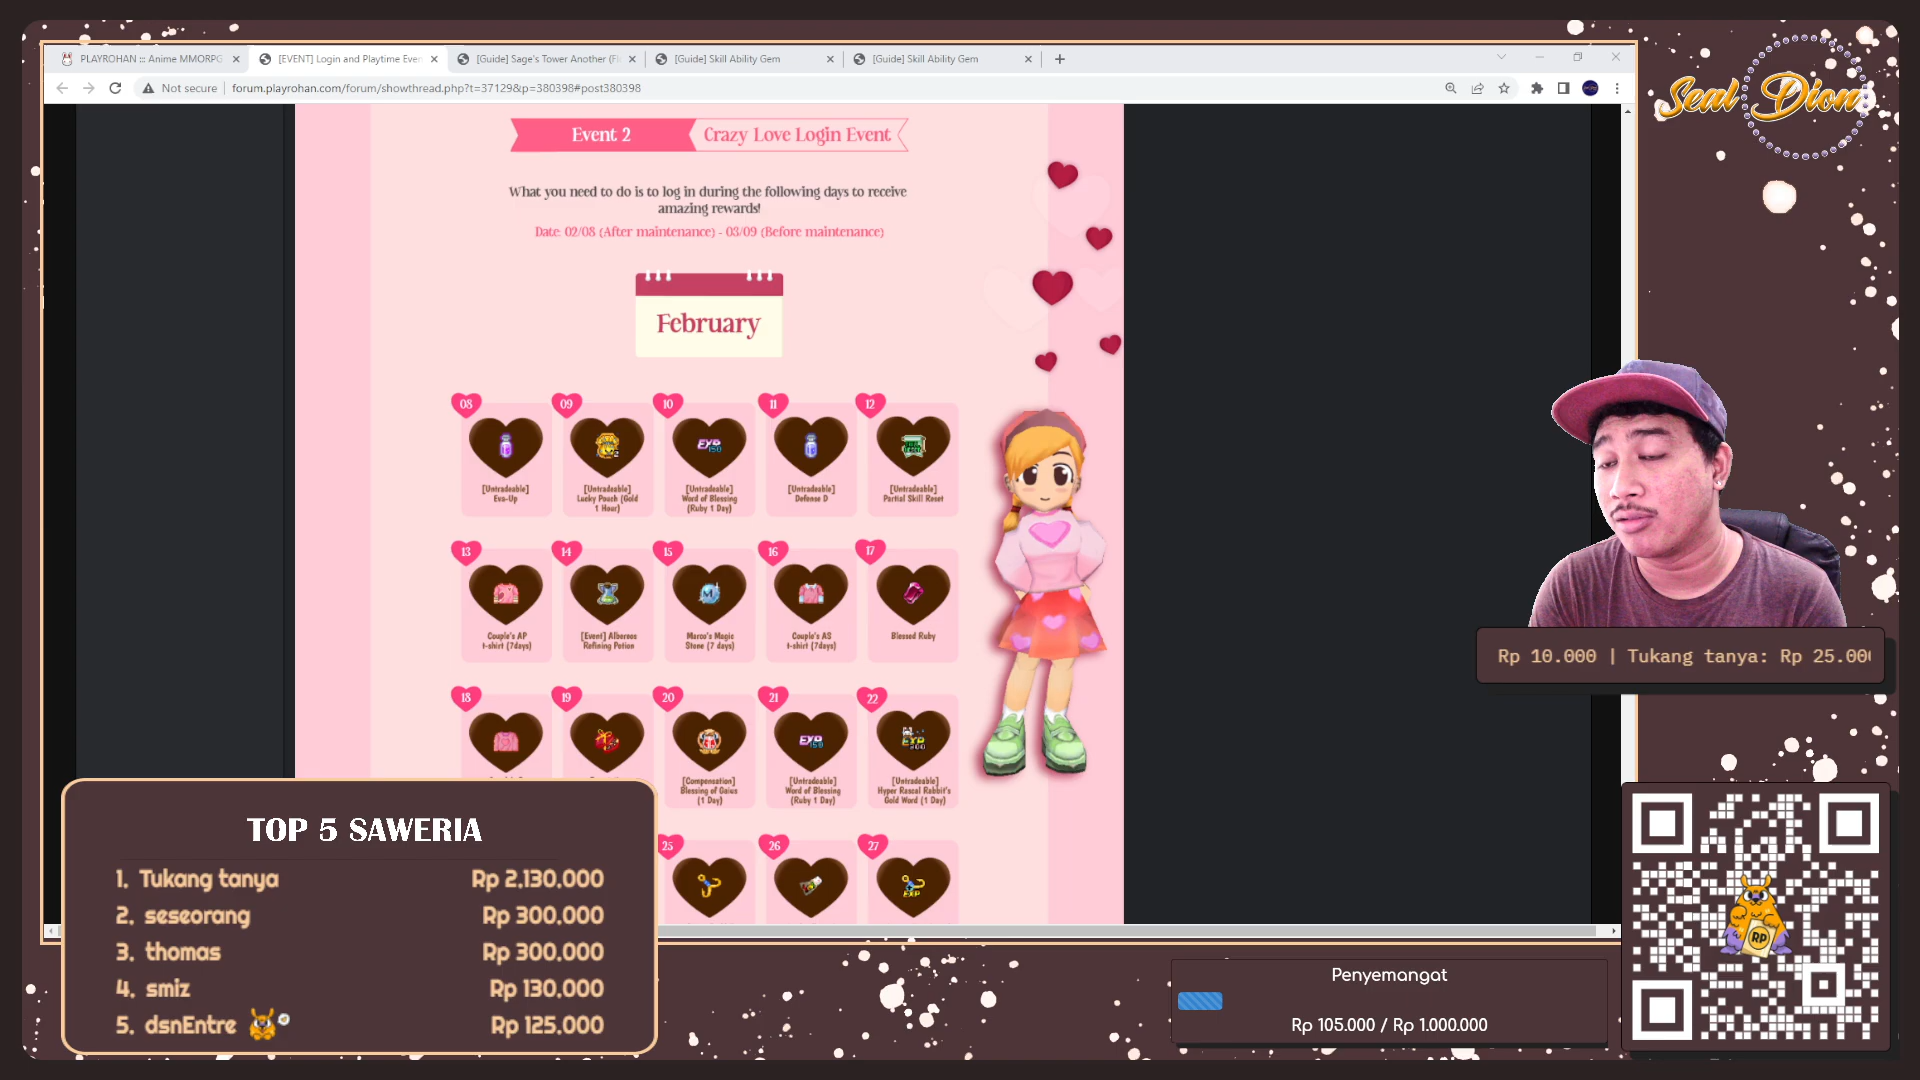 PLAYROHAN ::: Anime MMORPG
[EVENT] Login and Playtime Even
[Guide] Sage's Tower Another (Fl
[Guide] Skill Ability Gem
[Guide] Skill Ability Gem
Not secure
forum.playrohan.com/forum/showthread.php?t=37129&p=380398#post380398
Seal Dion
Event 2
Crazy Love Login Event
What you need to do is to log in during the following days to receive
amazing rewards!
Date: 02/08 (After maintenance) - 03/09 (Before maintenance)
February
08
09
10
11
12
[Untradeable]
Eva-Up
[Untradeable]
Lucky Pouch (Gold
1 Hour)
[Untradeable]
Word of Blessing
(Ruby 1 Day)
[Untradeable]
Defense D
[Untradeable]
Partial Skill Reset
13
14
15
16
17
Couple's AP
t-shirt (7days)
[Event] Alberoes
Refining Potion
Marco's Magic
Stone (7 days)
Couple's AS
t-shirt (7days)
Blessed Ruby
18
19
20
21
22
[Compensation]
Blessing of Gaius
(1 Day)
[Untradeable]
Word of Blessing
(Ruby 1 Day)
[Untradeable]
Hyper Rascal Rabbit's
Gold Word (1 Day)
25
26
27
Rp 10.000 | Tukang tanya: Rp 25.00
TOP 5 SAWERIA
1. Tukang tanya Rp 2.130.000
2. seseorang Rp 300.000
3. thomas Rp 300.000
4. smiz Rp 130.000
5. dsnEntre Rp 125.000
Penyemangat
Rp 105.000 / Rp 1.000.000
RP